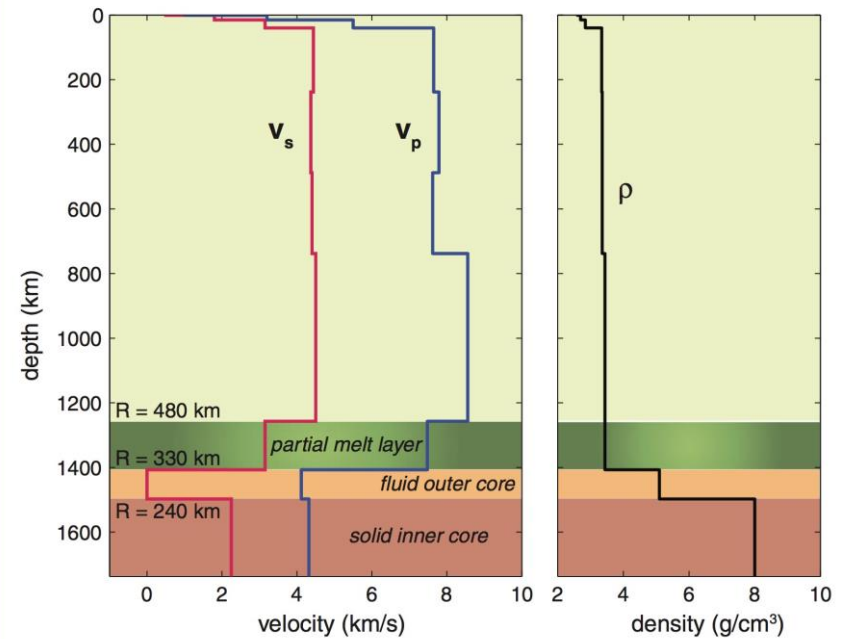 0
200
400
600
800
1000
1200
1400
1600
depth (km)
vs
vp
R = 480 km
partial melt layer
R = 330 km
fluid outer core
R = 240 km
solid inner core
0 2 4 6 8 10
velocity (km/s)
ρ
2 4 6 8 10
density (g/cm³)